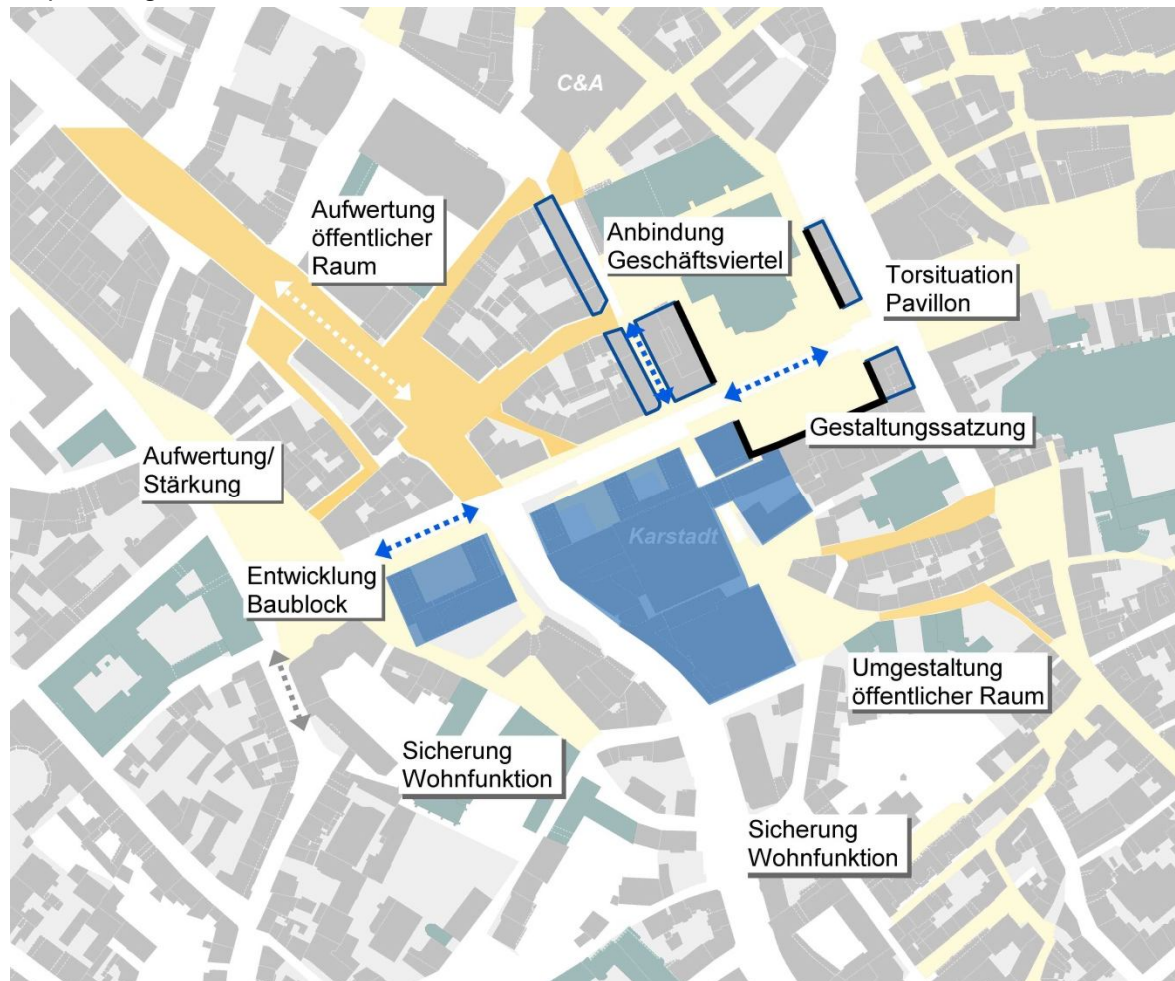 C&A
Aufwertung
öffentlicher
Raum
Anbindung
Geschäftsviertel
Torsituation
Pavillon
Gestaltungssatzung
Aufwertung/
Stärkung
Karstadt
Entwicklung
Baublock
Umgestaltung
öffentlicher Raum
Sicherung
Wohnfunktion
Sicherung
Wohnfunktion